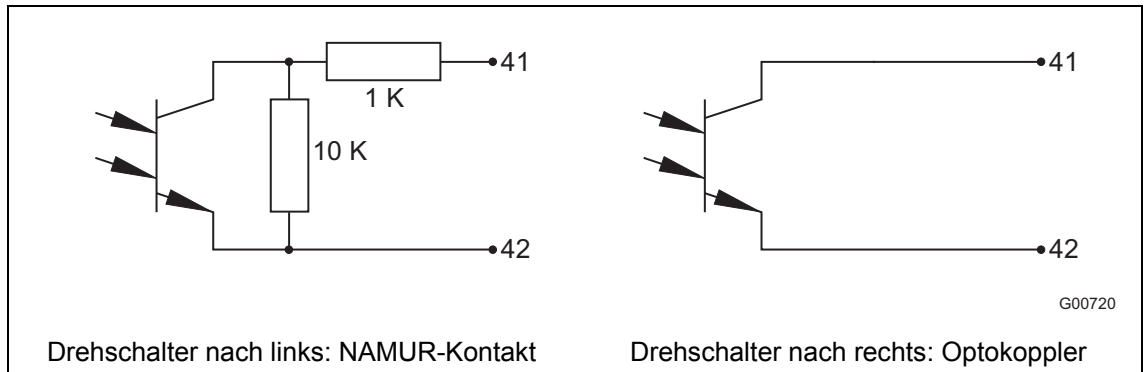 41
1 K
10 K
42
41
42
G00720
Drehschalter nach links: NAMUR-Kontakt
Drehschalter nach rechts: Optokoppler